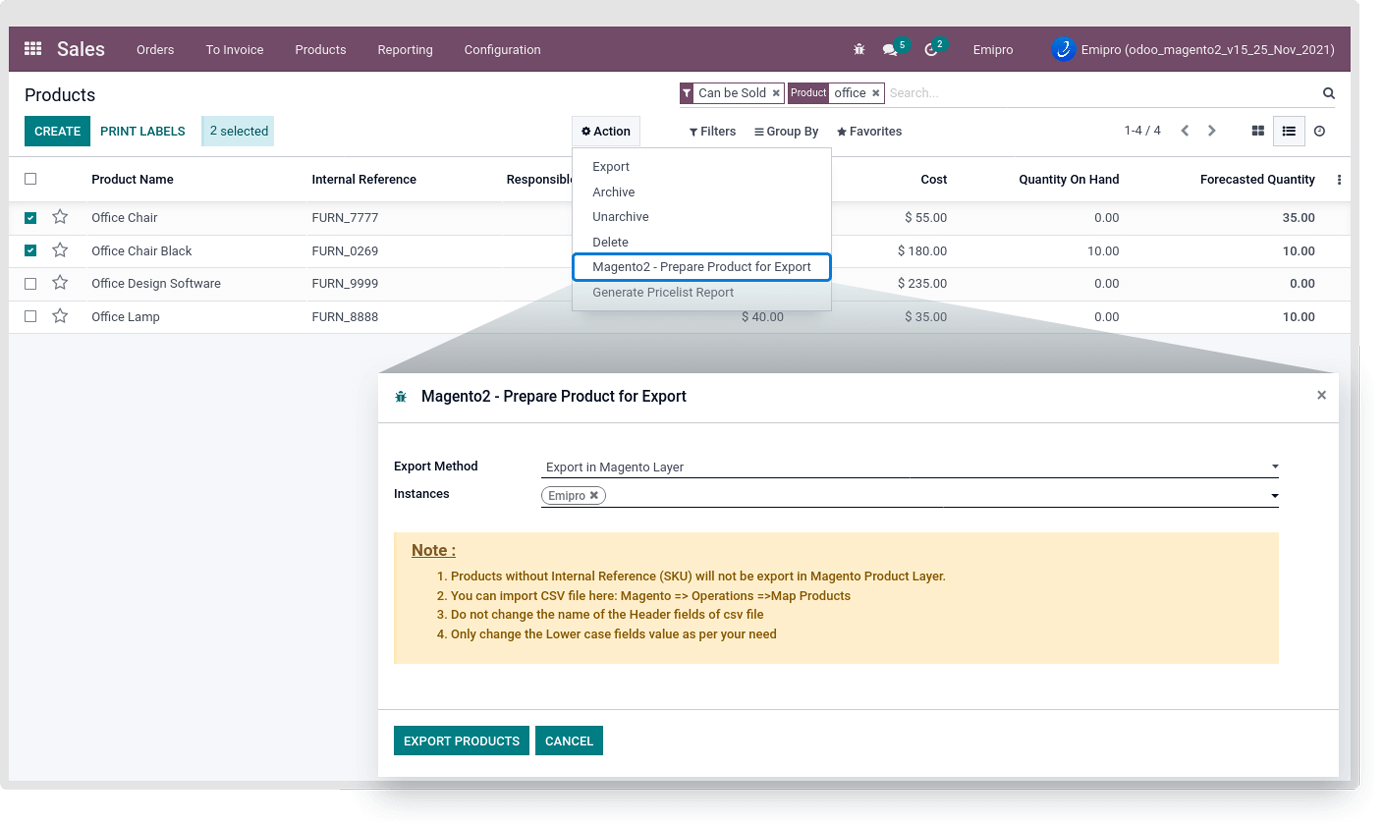 Sales Orders To Invoice Products Reporting Configuration 5 2 Emipro Emipro (odoo_magento2_v15_25_Nov_2021)
Products Can be Sold × Product office × Search...
CREATE PRINT LABELS 2 selected Action Filters Group By Favorites 1-4 / 4
Product Name Internal Reference Responsible Cost Quantity On Hand Forecasted Quantity
Export
Archive
Unarchive
Delete
Magento2 - Prepare Product for Export
Generate Pricelist Report
Office Chair FURN_7777 $ 55.00 0.00 35.00
Office Chair Black FURN_0269 $ 180.00 10.00 10.00
Office Design Software FURN_9999 $ 235.00 0.00 0.00
Office Lamp FURN_8888 $ 40.00 $ 35.00 0.00 10.00
Magento2 - Prepare Product for Export ×
Export Method Export in Magento Layer
Instances Emipro ×
Note :
1. Products without Internal Reference (SKU) will not be export in Magento Product Layer.
2. You can import CSV file here: Magento => Operations =>Map Products
3. Do not change the name of the Header fields of csv file
4. Only change the Lower case fields value as per your need
EXPORT PRODUCTS CANCEL